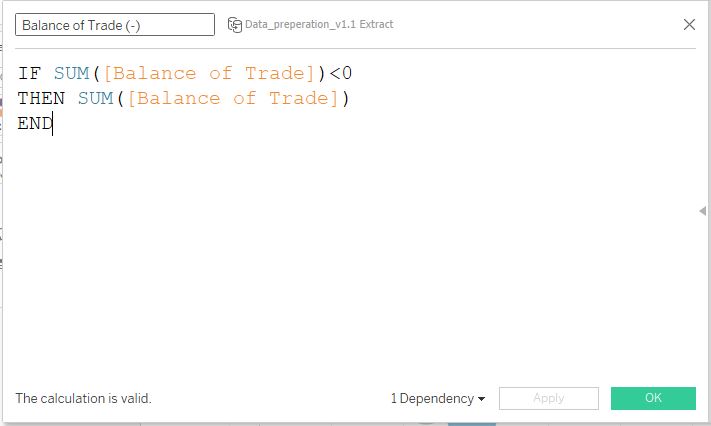 Balance of Trade (-)
Data_preperation_v1.1 Extract
IF SUM([Balance of Trade])<0
THEN SUM([Balance of Trade])
END
The calculation is valid.
1 Dependency
Apply
OK